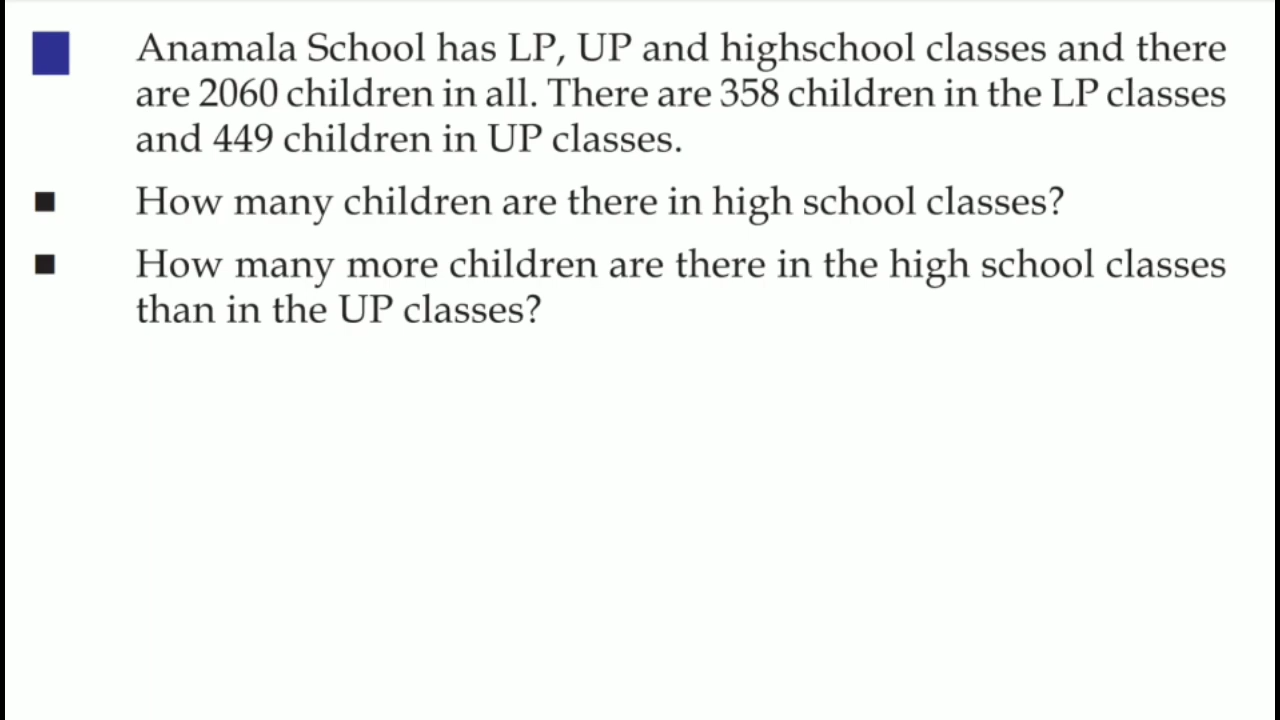 Anamala School has LP, UP and highschool classes and there
are 2060 children in all. There are 358 children in the LP classes
and 449 children in UP classes.
How many children are there in high school classes?
How many more children are there in the high school classes
than in the UP classes?